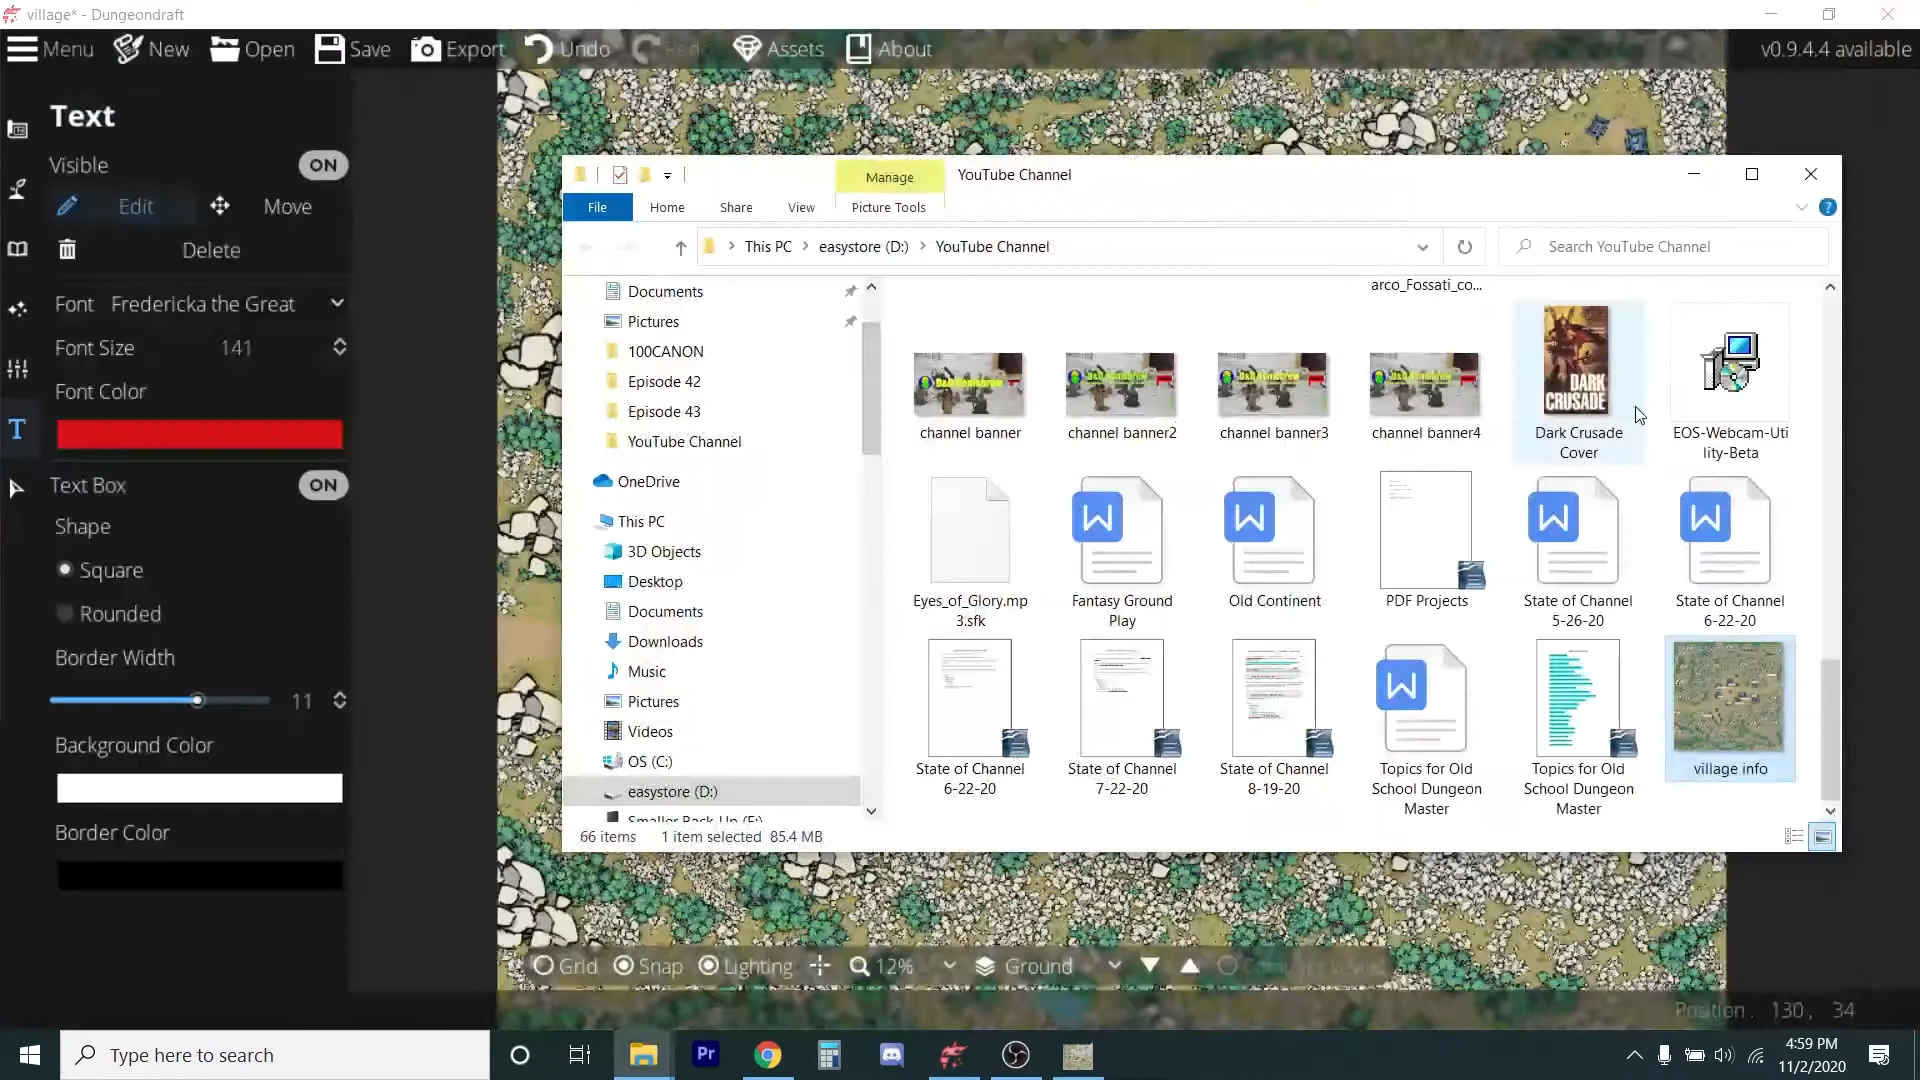 village* - Dungeondraft
Menu New Open Save Export Undo Assets About
v0.9.4.4 available
Text
Visible ON
Edit Move
Delete
Font Fredericka the Great
Font Size 141
Font Color
T
Text Box ON
Shape
Square
Rounded
Border Width
11
Background Color
Border Color
Manage YouTube Channel
File Home Share View Picture Tools
This PC easystore (D:) YouTube Channel
Search YouTube Channel
Documents
Pictures
100CANON
Episode 42
Episode 43
YouTube Channel
OneDrive
This PC
3D Objects
Desktop
Documents
Downloads
Music
Pictures
Videos
OS (C:)
easystore (D:)
Smaller Back-Up (F:)
arco_Fossati_co...
DARK
CRUSADE
channel banner
channel banner2
channel banner3
channel banner4
Dark Crusade
Cover
EOS-Webcam-Uti
lity-Beta
Eyes_of_Glory.mp
3.sfk
Fantasy Ground
Play
Old Continent
PDF Projects
State of Channel
5-26-20
State of Channel
6-22-20
State of Channel
6-22-20
State of Channel
7-22-20
State of Channel
8-19-20
Topics for Old
School Dungeon
Master
Topics for Old
School Dungeon
Master
village info
66 items 1 item selected 85.4 MB
Grid Snap Lighting 12% Ground
Position 130, 34
Type here to search
Pr
4:59 PM
11/2/2020